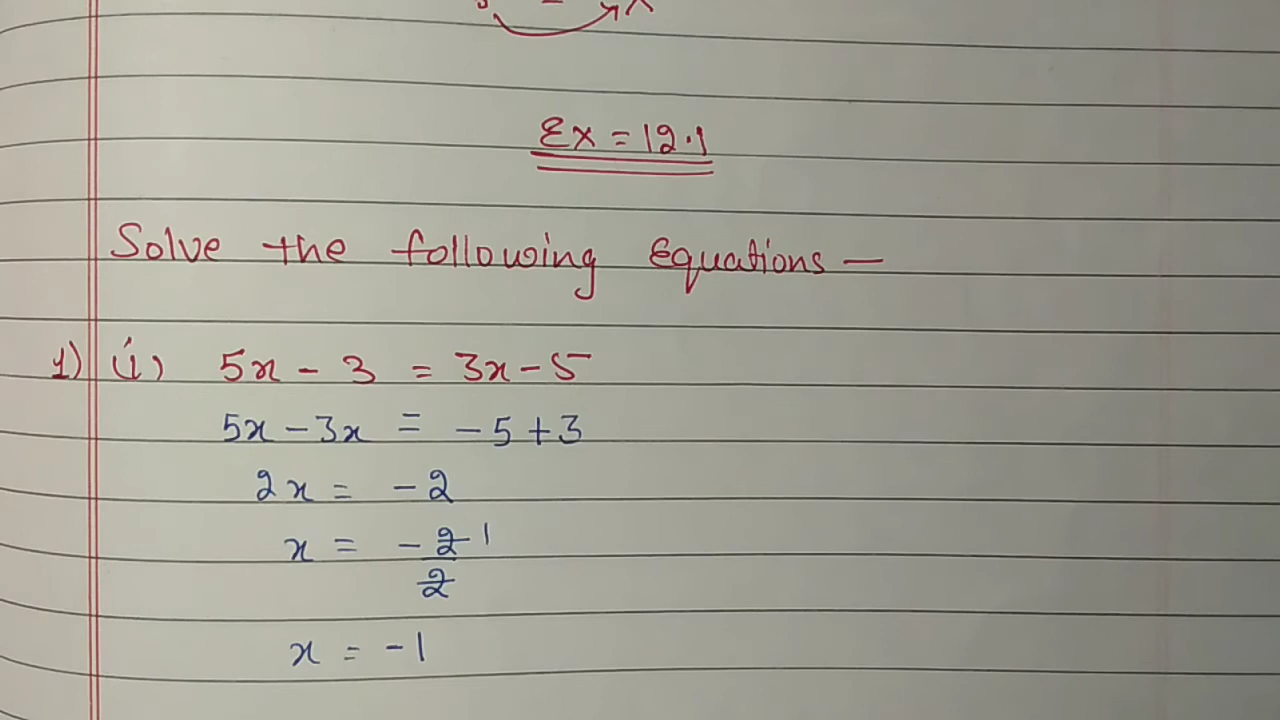 Ex = 12.1
Solve the following Equations —
1) (i) 5x - 3 = 3x - 5
5x - 3x = -5 + 3
2x = -2
x = -2 1
2
x = -1